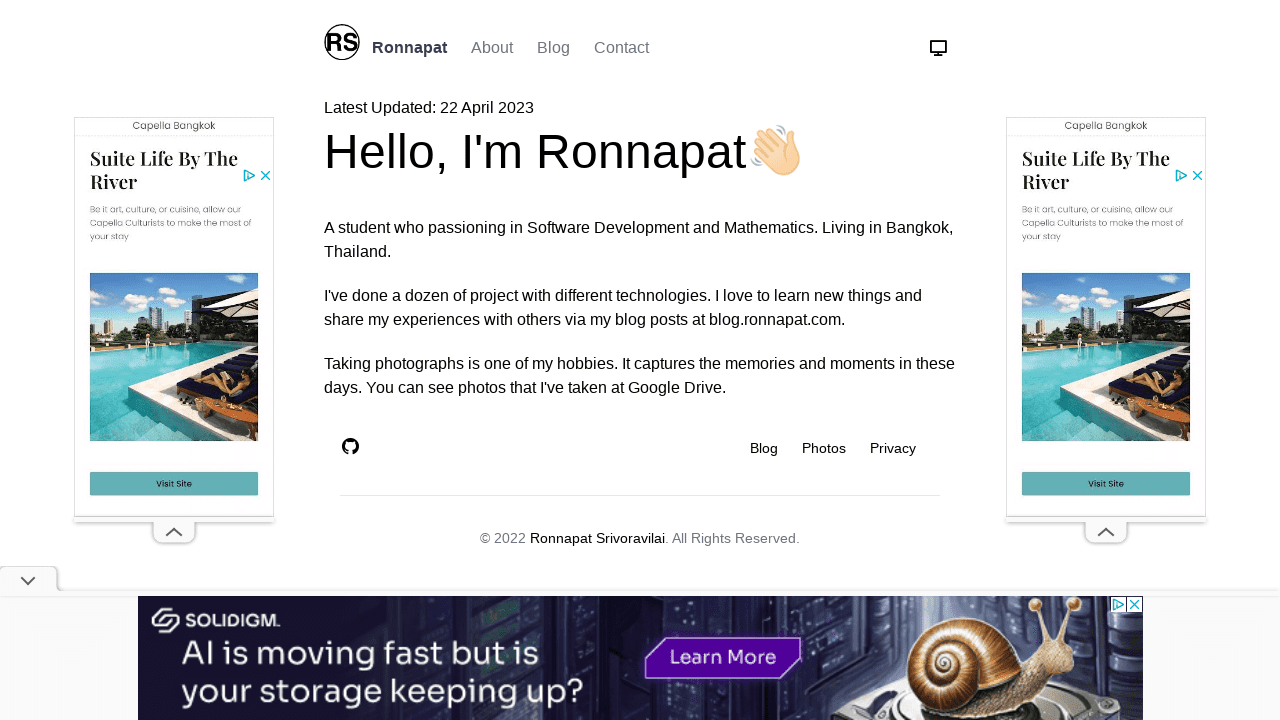 RS Ronnapat About Blog Contact
Latest Updated: 22 April 2023
Hello, I'm Ronnapat
A student who passioning in Software Development and Mathematics. Living in Bangkok,
Thailand.
I've done a dozen of project with different technologies. I love to learn new things and
share my experiences with others via my blog posts at blog.ronnapat.com.
Taking photographs is one of my hobbies. It captures the memories and moments in these
days. You can see photos that I've taken at Google Drive.
Blog Photos Privacy
© 2022 Ronnapat Srivoravilai. All Rights Reserved.
Capella Bangkok
Suite Life By The
River
Be it art, culture, or cuisine, allow our
Capella Culturists to make the most of
your stay
Visit Site
Capella Bangkok
Suite Life By The
River
Be it art, culture, or cuisine, allow our
Capella Culturists to make the most of
your stay
Visit Site
SOLIDIGM
AI is moving fast but is
your storage keeping up?
Learn More